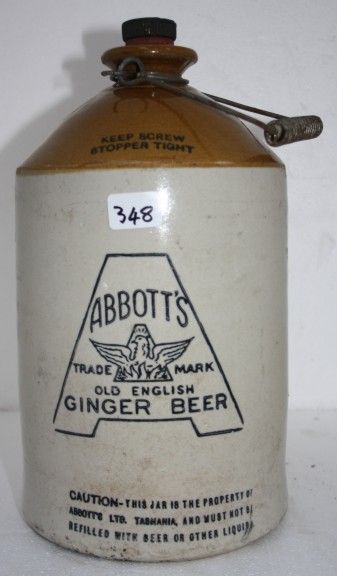 KEEP SCREW
STOPPER TIGHT
348
ABBOTT'S
TRADE MARK
OLD ENGLISH
GINGER BEER
CAUTION-THIS JAR IS THE PROPERTY OF
ABBOTT'S LTD. TASMANIA, AND MUST NOT BE
REFILLED WITH BEER OR OTHER LIQUID